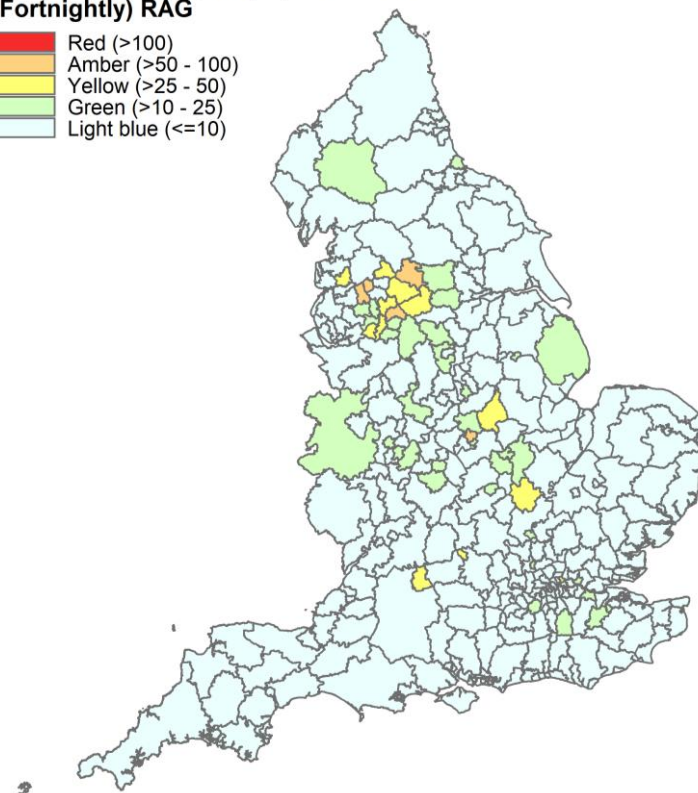 Fortnightly) RAG
Red (>100)
Amber (>50 - 100)
Yellow (>25 - 50)
Green (>10 - 25)
Light blue (<=10)